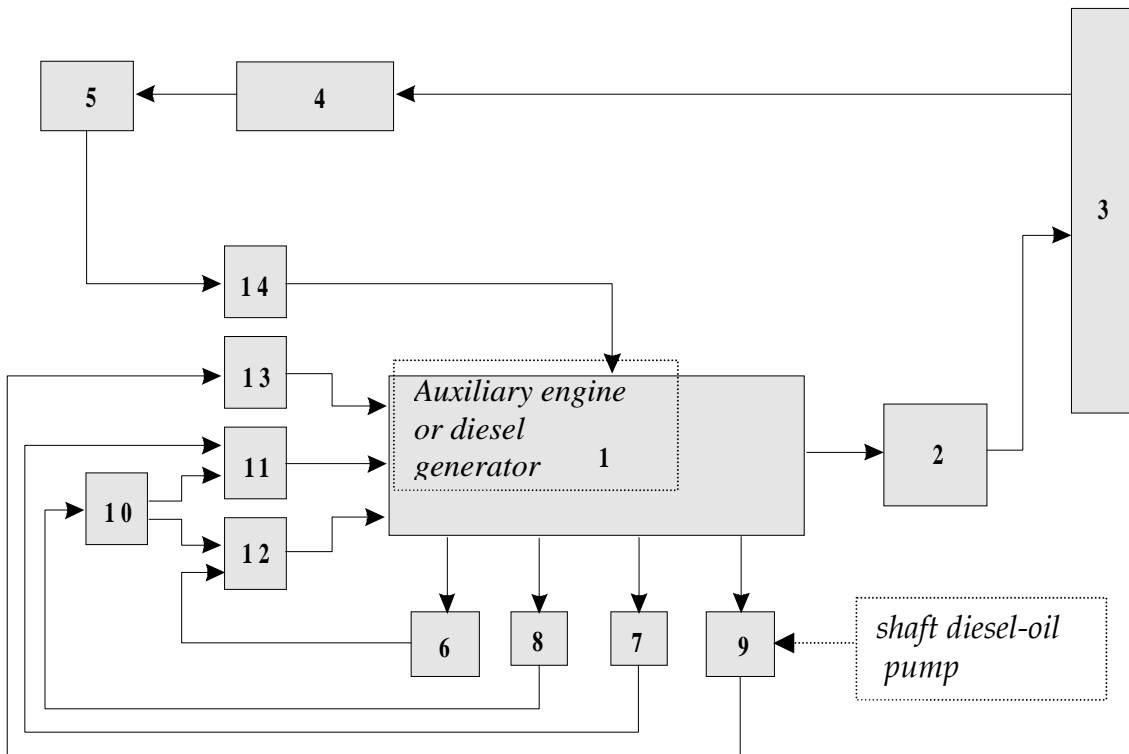 5
4
3
14
13
Auxiliary engine
or diesel
generator
1
11
2
10
12
6
8
7
9
shaft diesel-oil
pump